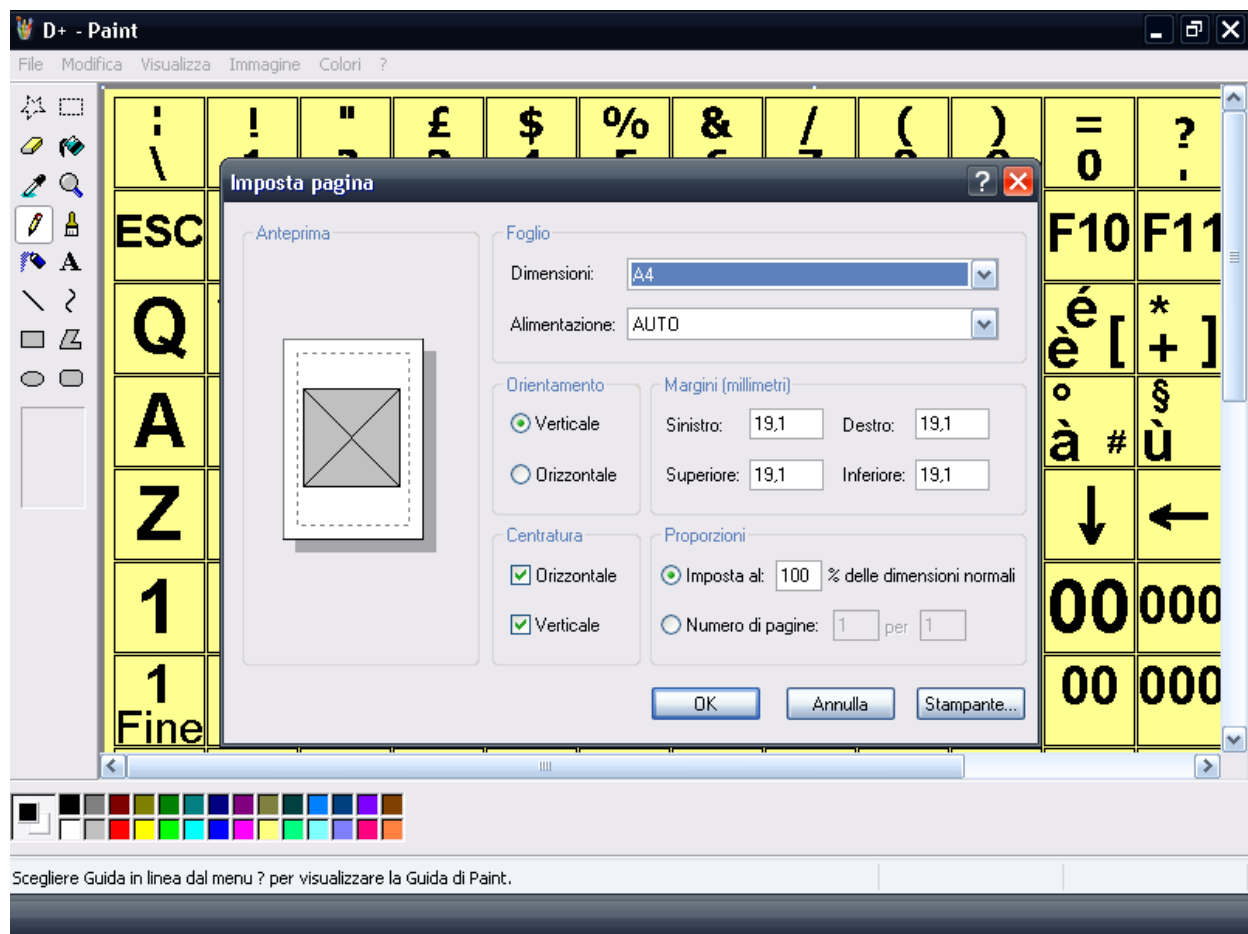 D+ - Paint
File Modifica Visualizza Immagine Colori ?
: ! " £ $ % & / ( ) = ?
\ 0
Imposta pagina
ESC F10 F11
Anteprima
Foglio
Dimensioni: A4
Alimentazione: AUTO
Q é è [ * + ]
Orientamento
Verticale
Orizzontale
Margini (millimetri)
Sinistro: 19,1 Destro: 19,1
Superiore: 19,1 Inferiore: 19,1
A ° à # § ù
Z ↓ ←
Centratura
Orizzontale
Verticale
Proporzioni
Imposta al: 100 % delle dimensioni normali
Numero di pagine: 1 per 1
1 00 000
1 00 000
Fine
OK Annulla Stampante...
Scegliere Guida in linea dal menu ? per visualizzare la Guida di Paint.